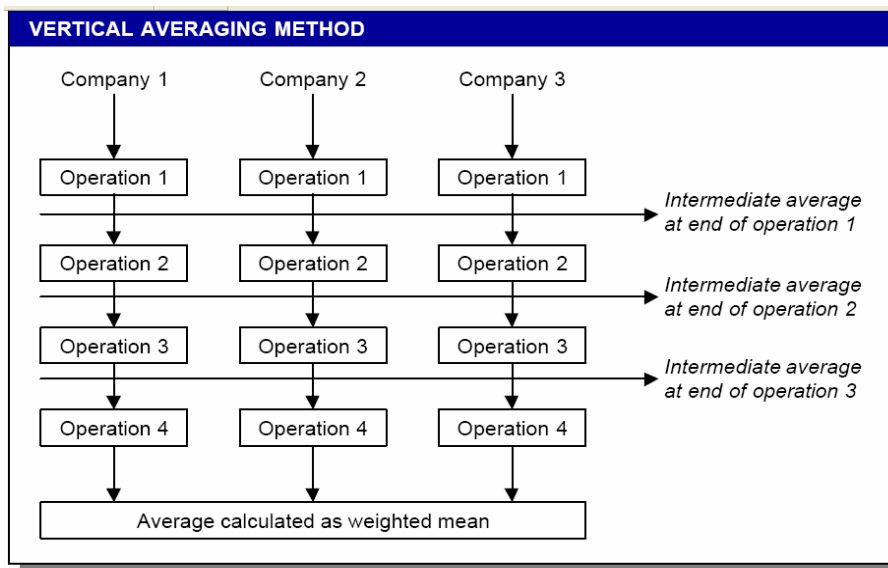 VERTICAL AVERAGING METHOD
Company 1
Company 2
Company 3
Operation 1
Operation 1
Operation 1
Intermediate average
at end of operation 1
Operation 2
Operation 2
Operation 2
Intermediate average
at end of operation 2
Operation 3
Operation 3
Operation 3
Intermediate average
at end of operation 3
Operation 4
Operation 4
Operation 4
Average calculated as weighted mean